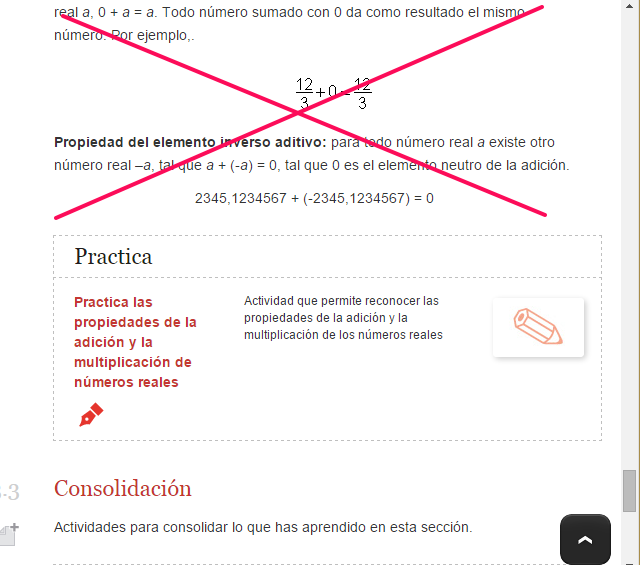 real a, 0 + a = a. Todo número sumado con 0 da como resultado el mismo
número. Por ejemplo,.
12/3 + 0 = 12/3
Propiedad del elemento inverso aditivo: para todo número real a existe otro
número real –a, tal que a + (-a) = 0, tal que 0 es el elemento neutro de la adición.
2345,1234567 + (-2345,1234567) = 0
Practica
Practica las
propiedades de la
adición y la
multiplicación de
números reales
Actividad que permite reconocer las
propiedades de la adición y la
multiplicación de los números reales
Consolidación
Actividades para consolidar lo que has aprendido en esta sección.